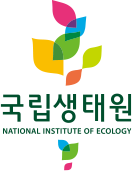 국립생태원
NATIONAL INSTITUTE OF ECOLOGY